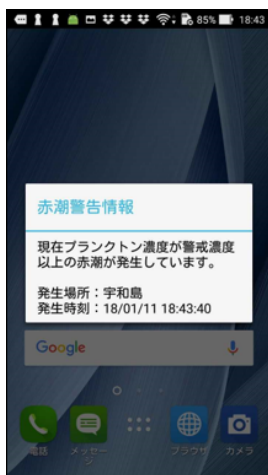 85% 18:43
赤潮警告情報
現在プランクトン濃度が警戒濃度
以上の赤潮が発生しています。
発生場所：宇和島
発生時刻：18/01/11 18:43:40
Google
電話 メッセージ ブラウザ カメラ